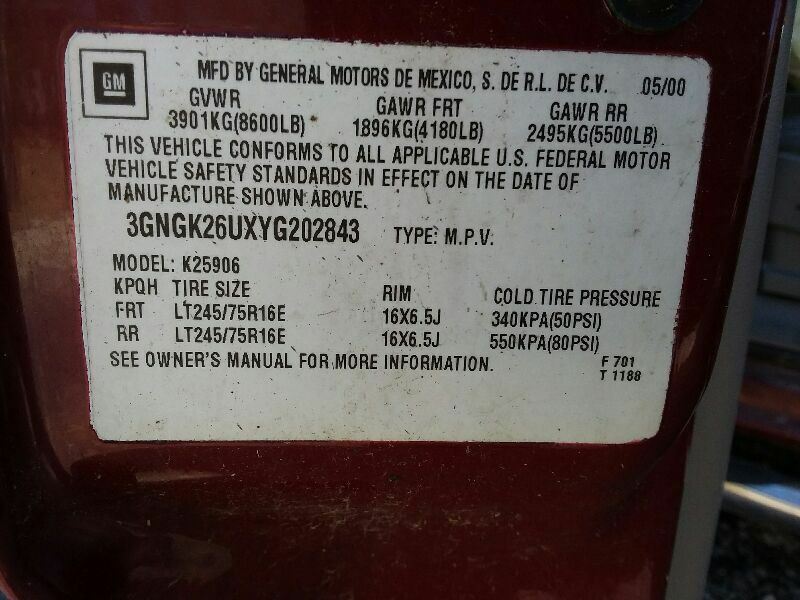 GM
MFD BY GENERAL MOTORS DE MEXICO, S. DE R.L. DE C.V. 05/00
GVWR GAWR FRT GAWR RR
3901KG(8600LB) 1896KG(4180LB) 2495KG(5500LB)
THIS VEHICLE CONFORMS TO ALL APPLICABLE U.S. FEDERAL MOTOR
VEHICLE SAFETY STANDARDS IN EFFECT ON THE DATE OF
MANUFACTURE SHOWN ABOVE.
3GNGK26UXYG202843 TYPE: M.P.V.
MODEL: K25906
KPQH TIRE SIZE RIM COLD TIRE PRESSURE
FRT LT245/75R16E 16X6.5J 340KPA(50PSI)
RR LT245/75R16E 16X6.5J 550KPA(80PSI)
SEE OWNER'S MANUAL FOR MORE INFORMATION. F 701
T 1188